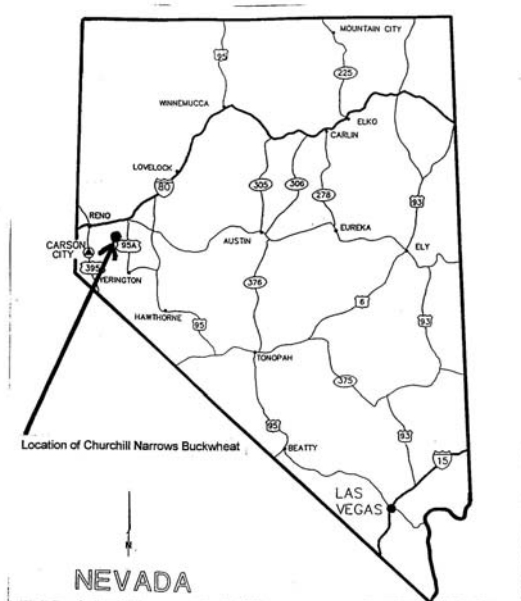 MOUNTAIN CITY
95
225
WINNEMUCCA
ELKO
CARLIN
LOVELOCK
80
305
306
278
93
RENO
CARSON
CITY
95A
AUSTIN
EUREKA
ELY
395
YERINGTON
376
6
HAWTHORNE
95
93
TONOPAH
375
Location of Churchill Narrows Buckwheat
95
BEATTY
93
15
LAS
VEGAS
N
NEVADA